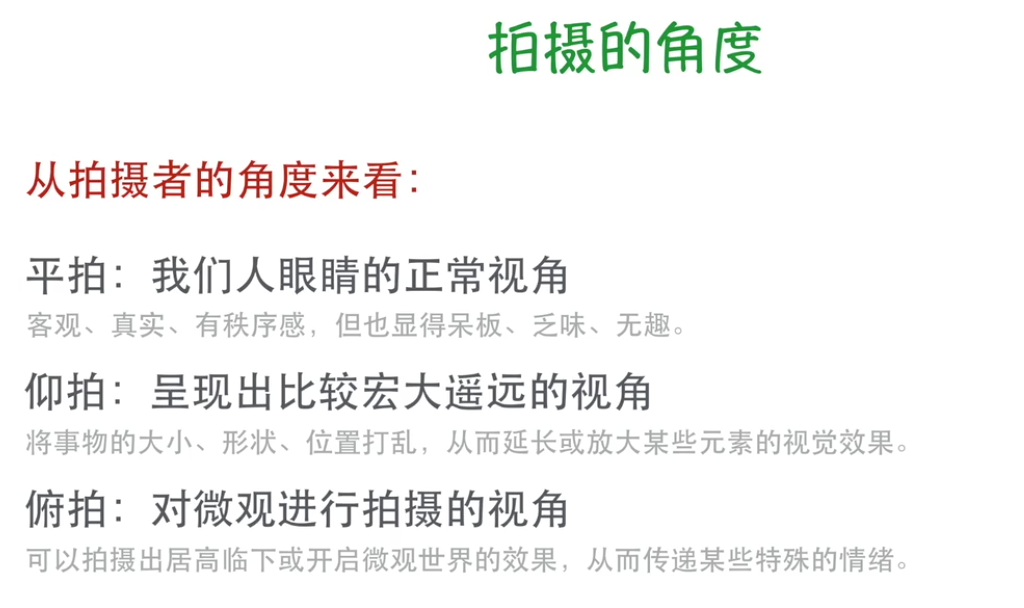 拍摄的角度
从拍摄者的角度来看：
平拍：我们人眼睛的正常视角
客观、真实、有秩序感，但也显得呆板、乏味、无趣。
仰拍：呈现出比较宏大遥远的视角
将事物的大小、形状、位置打乱，从而延长或放大某些元素的视觉效果。
俯拍：对微观进行拍摄的视角
可以拍摄出居高临下或开启微观世界的效果，从而传递某些特殊的情绪。